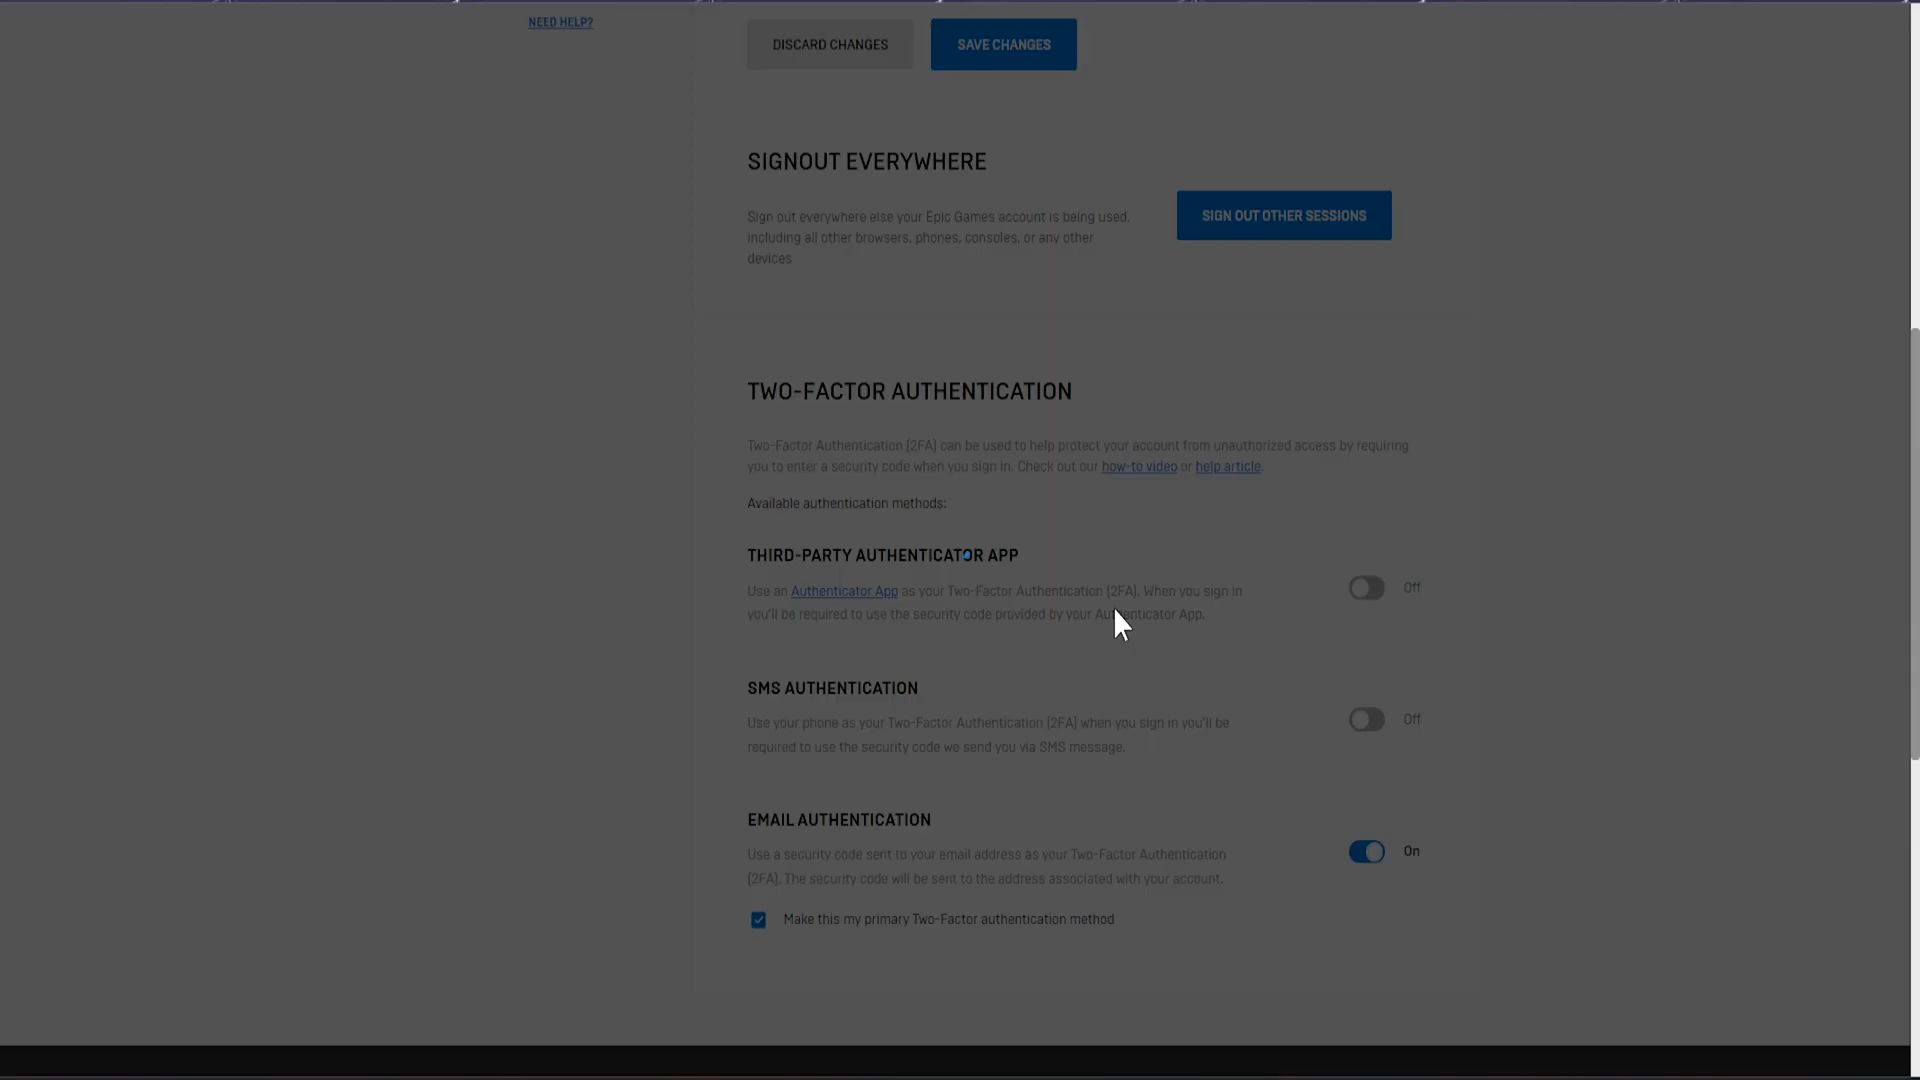 NEED HELP?
DISCARD CHANGES
SAVE CHANGES
SIGNOUT EVERYWHERE
Sign out everywhere else your Epic Games account is being used,
including all other browsers, phones, consoles, or any other
devices
SIGN OUT OTHER SESSIONS
TWO-FACTOR AUTHENTICATION
Two-Factor Authentication (2FA) can be used to help protect your account from unauthorized access by requiring
you to enter a security code when you sign in. Check out our how-to video or help article.
Available authentication methods:
THIRD-PARTY AUTHENTICATOR APP
Use an Authenticator App as your Two-Factor Authentication (2FA). When you sign in
you'll be required to use the security code provided by your Authenticator App.
Off
SMS AUTHENTICATION
Use your phone as your Two-Factor Authentication (2FA) when you sign in you'll be
required to use the security code we send you via SMS message.
Off
EMAIL AUTHENTICATION
Use a security code sent to your email address as your Two-Factor Authentication
(2FA). The security code will be sent to the address associated with your account.
On
Make this my primary Two-Factor authentication method